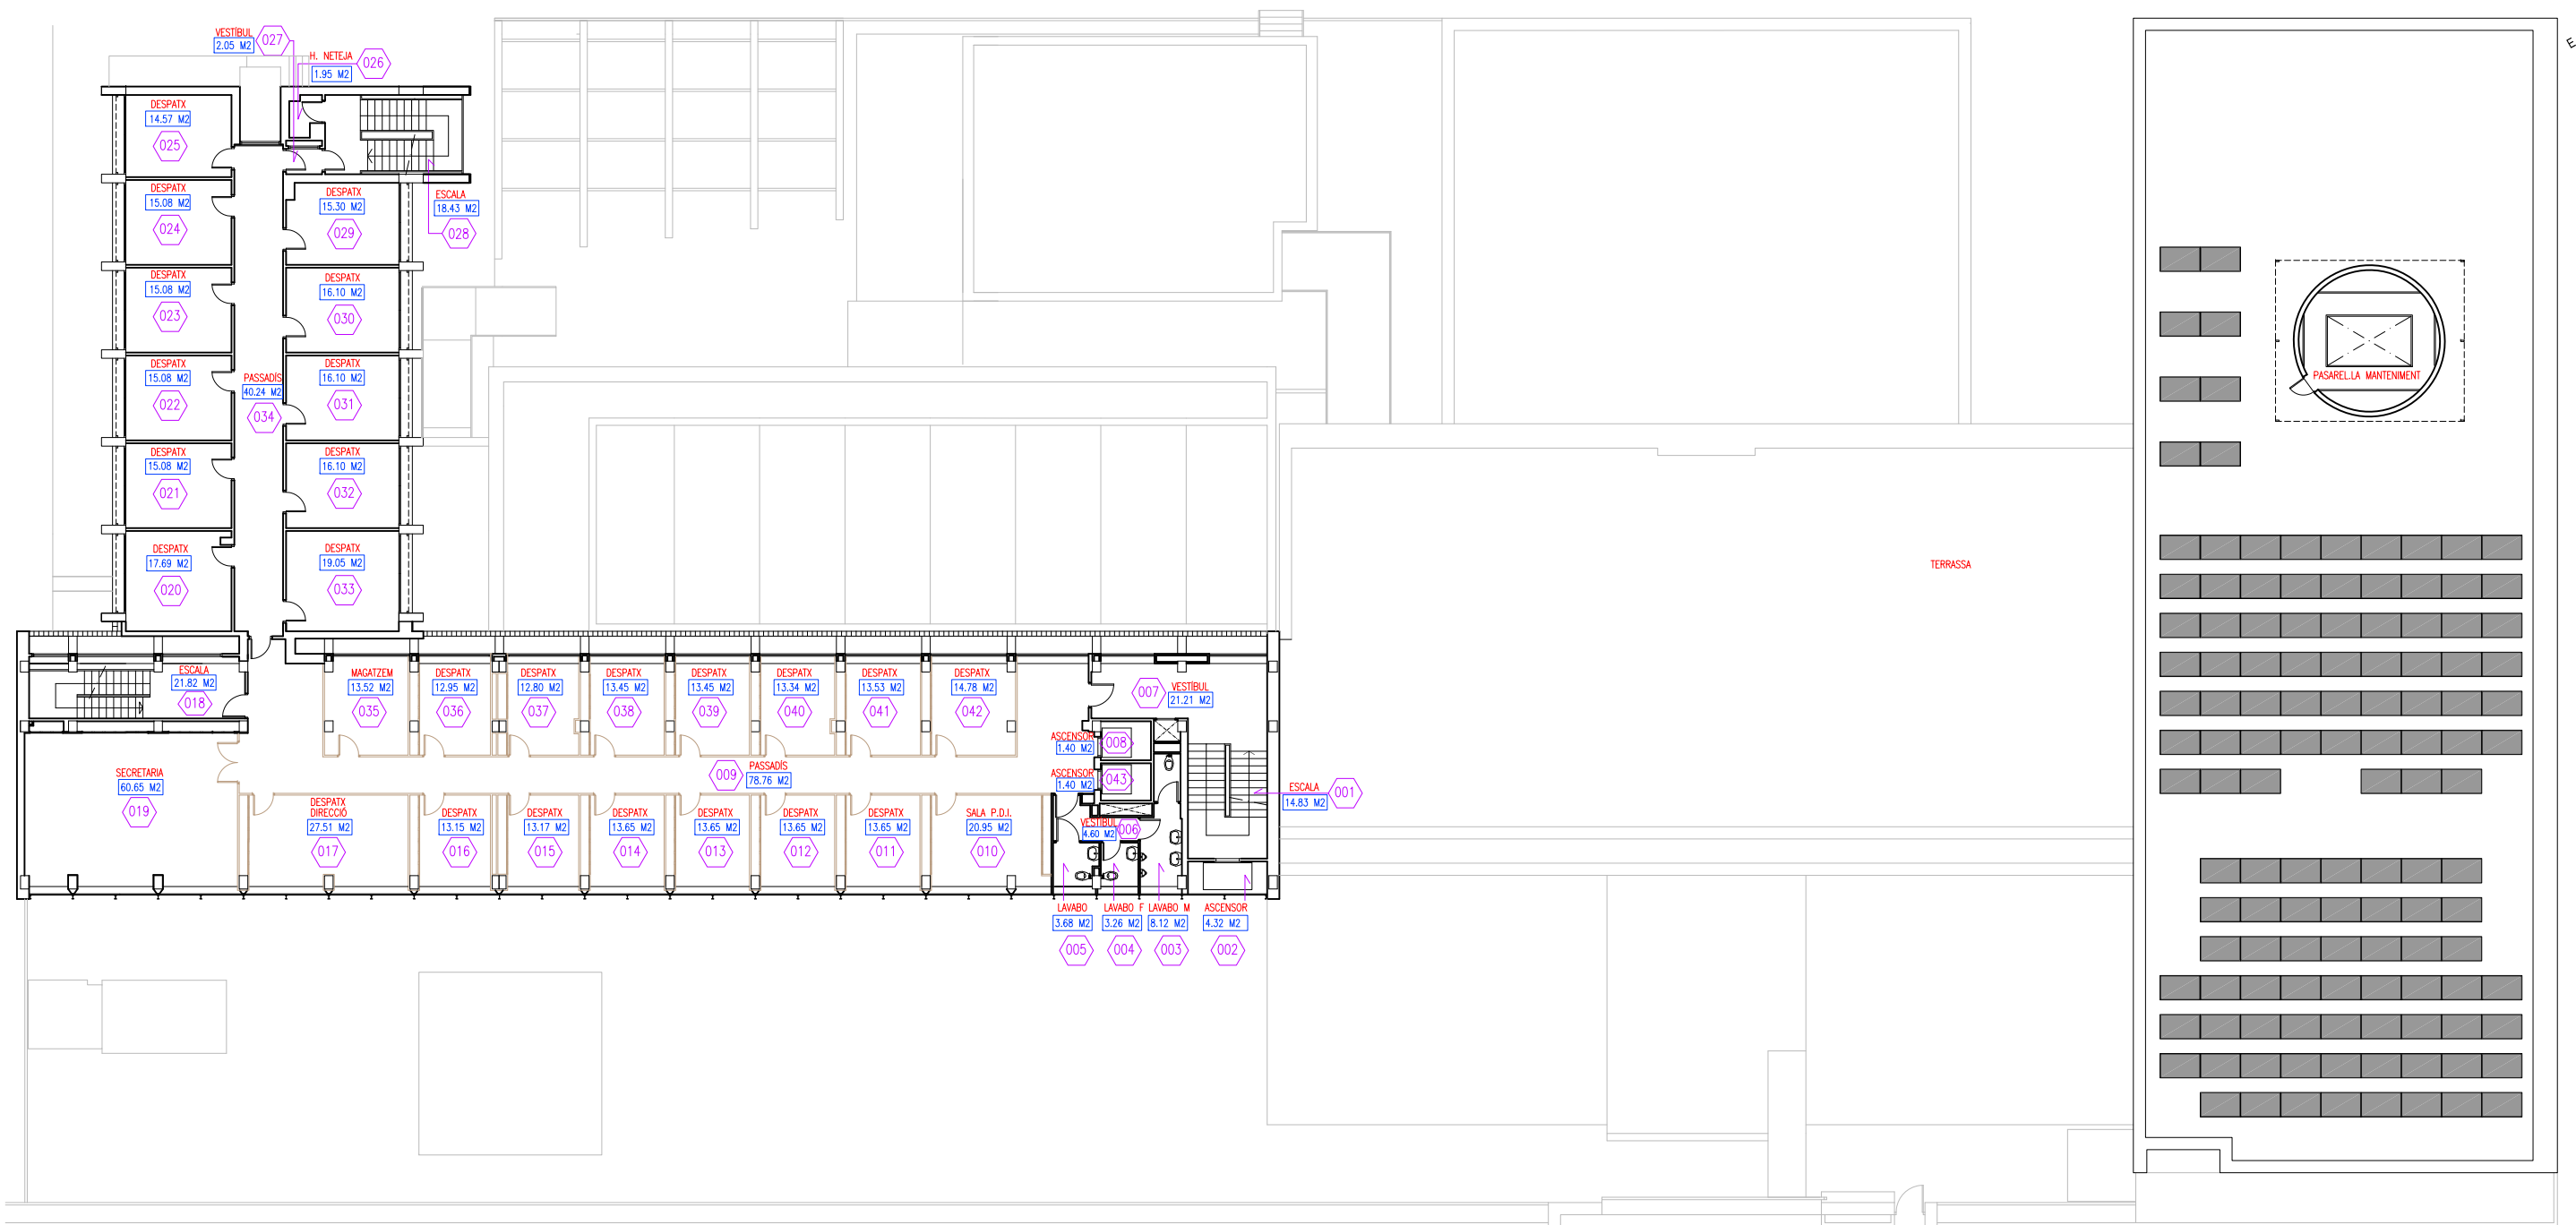 VESTÍBUL
2.05 M2
027
H. NETEJA
1.95 M2
026
E
DESPATX
14.57 M2
025
DESPATX
15.08 M2
024
DESPATX
15.30 M2
029
ESCALA
18.43 M2
028
DESPATX
15.08 M2
023
DESPATX
16.10 M2
030
DESPATX
15.08 M2
022
PASSADÍS
40.24 M2
034
DESPATX
16.10 M2
031
PASAREL.LA MANTENIMENT
DESPATX
15.08 M2
021
DESPATX
16.10 M2
032
DESPATX
17.69 M2
020
DESPATX
19.05 M2
033
TERRASSA
ESCALA
21.82 M2
018
MAGATZEM
13.52 M2
035
DESPATX
12.95 M2
036
DESPATX
12.80 M2
037
DESPATX
13.45 M2
038
DESPATX
13.45 M2
039
DESPATX
13.34 M2
040
DESPATX
13.53 M2
041
DESPATX
14.78 M2
042
007
VESTÍBUL
21.21 M2
ASCENSOR
1.40 M2
008
ASCENSOR
1.40 M2
043
SECRETARIA
60.65 M2
019
009
PASSADÍS
78.76 M2
ESCALA
14.83 M2
001
DESPATX
DIRECCIÓ
27.51 M2
017
DESPATX
13.15 M2
016
DESPATX
13.17 M2
015
DESPATX
13.65 M2
014
DESPATX
13.65 M2
013
DESPATX
13.65 M2
012
DESPATX
13.65 M2
011
SALA P.D.I.
20.95 M2
010
VESTÍBUL
4.60 M2
006
LAVABO
3.68 M2
005
LAVABO F
3.26 M2
004
LAVABO M
8.12 M2
003
ASCENSOR
4.32 M2
002